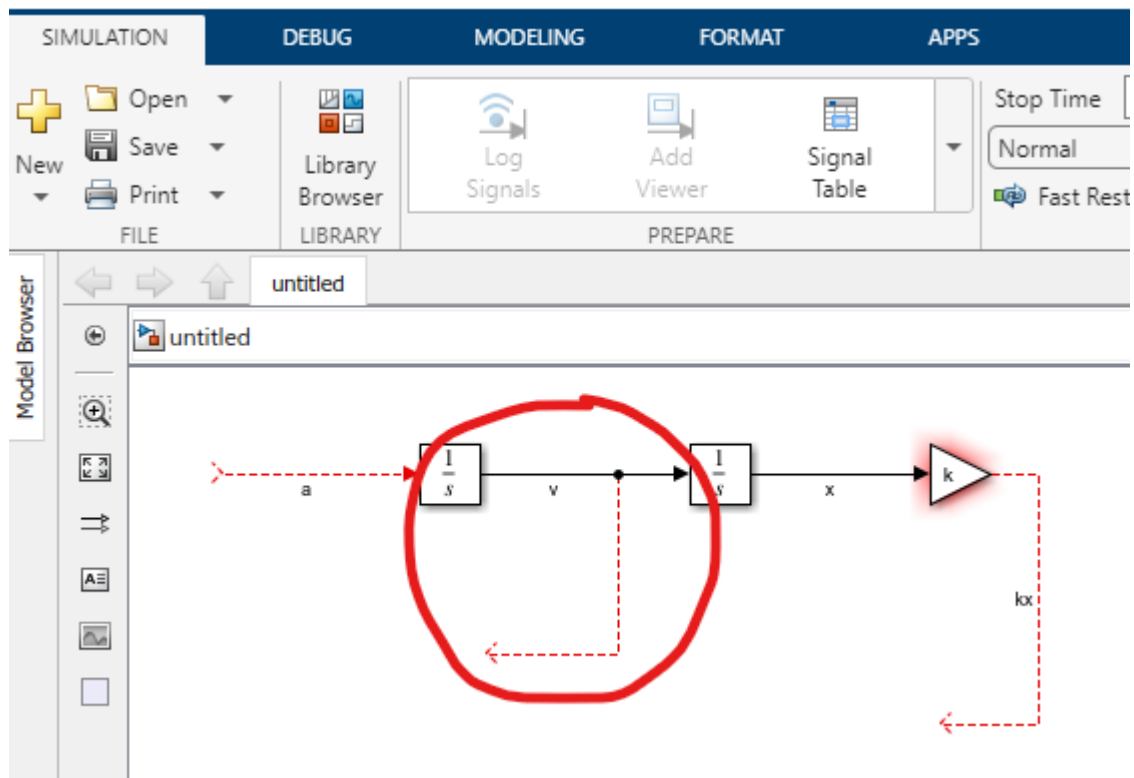 SIMULATION DEBUG MODELING FORMAT APPS
New
Open
Save
Print
FILE
Library
Browser
LIBRARY
Log
Signals
Add
Viewer
Signal
Table
PREPARE
Stop Time
Normal
Fast Rest
Model Browser
untitled
untitled
A
a
1
s
v
1
s
x
k
kx